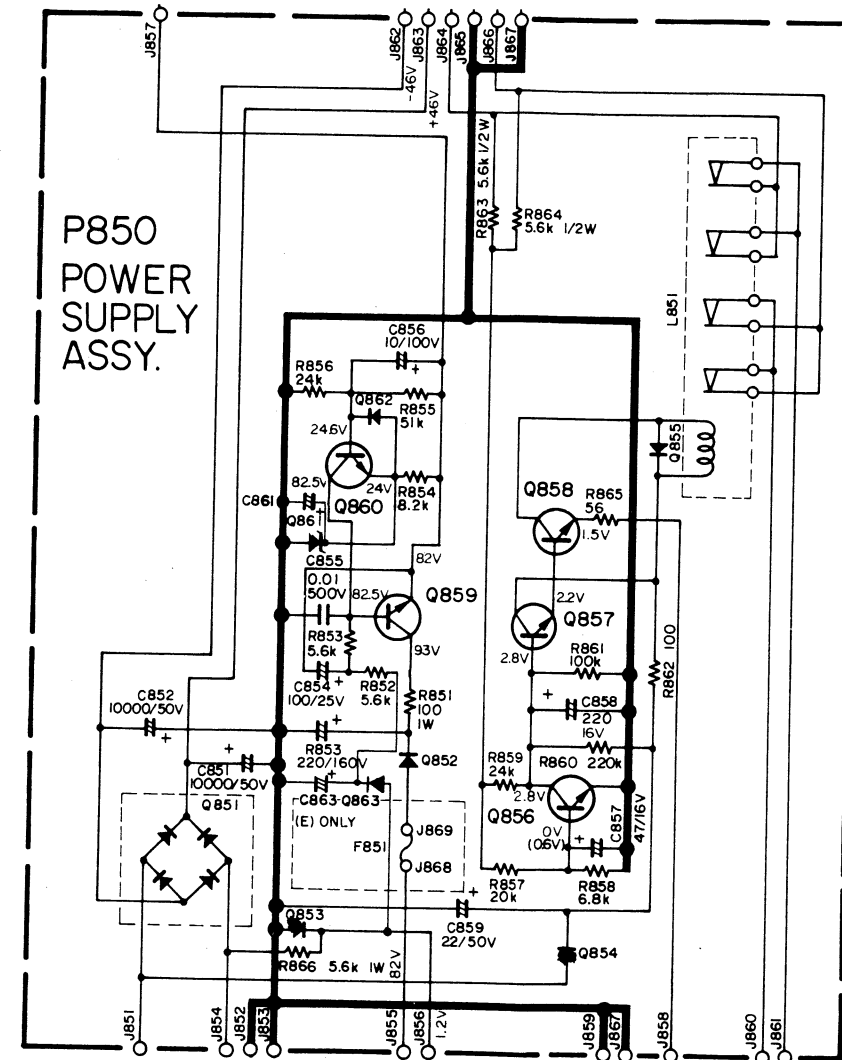 J857
J862
J863
J864
J865
J866
J867
-46V
+46V
P850
POWER
SUPPLY
ASSY.
R863 5.6k 1/2W
R864
5.6k 1/2W
L851
C856
10/100V
+
R856
24k
Q862
R855
51k
24.6V
Q855
82.5V
24V
Q860
R854
8.2k
C861
+
Q861
Q858
R865
56
1.5V
C855
0.01
500V
82V
82.5V
Q859
2.2V
Q857
R853
5.6k
93V
2.8V
R861
100k
R862 100
C854
100/25V
+
R852
5.6k
R851
100
1W
C852
10000/50V
+
+
C858
220
16V
R853
220/160V
+
C851
10000/50V
+
Q852
R859
24k
R860
220k
Q851
C863
+
Q863
2.8V
Q856
C857
47/16V
(E) ONLY
F851
J869
J868
0V
(0.6V)
+
R857
20k
R858
6.8k
Q853
+
C859
22/50V
Q854
R866 5.6k 1W
82V
1.2V
J851
J854
J852
J853
J855
J856
J859
J867
J858
J860
J861